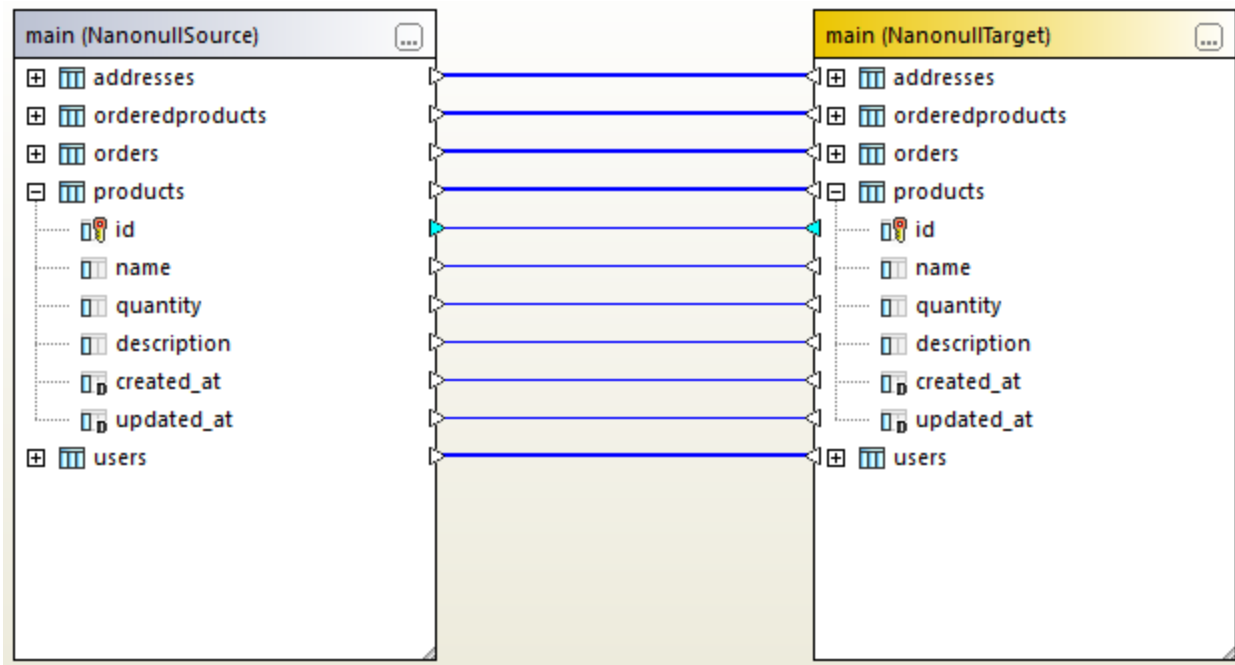 main (NanonullSource)
...
addresses
orderedproducts
orders
products
id
name
quantity
description
created_at
updated_at
users
main (NanonullTarget)
...
addresses
orderedproducts
orders
products
id
name
quantity
description
created_at
updated_at
users